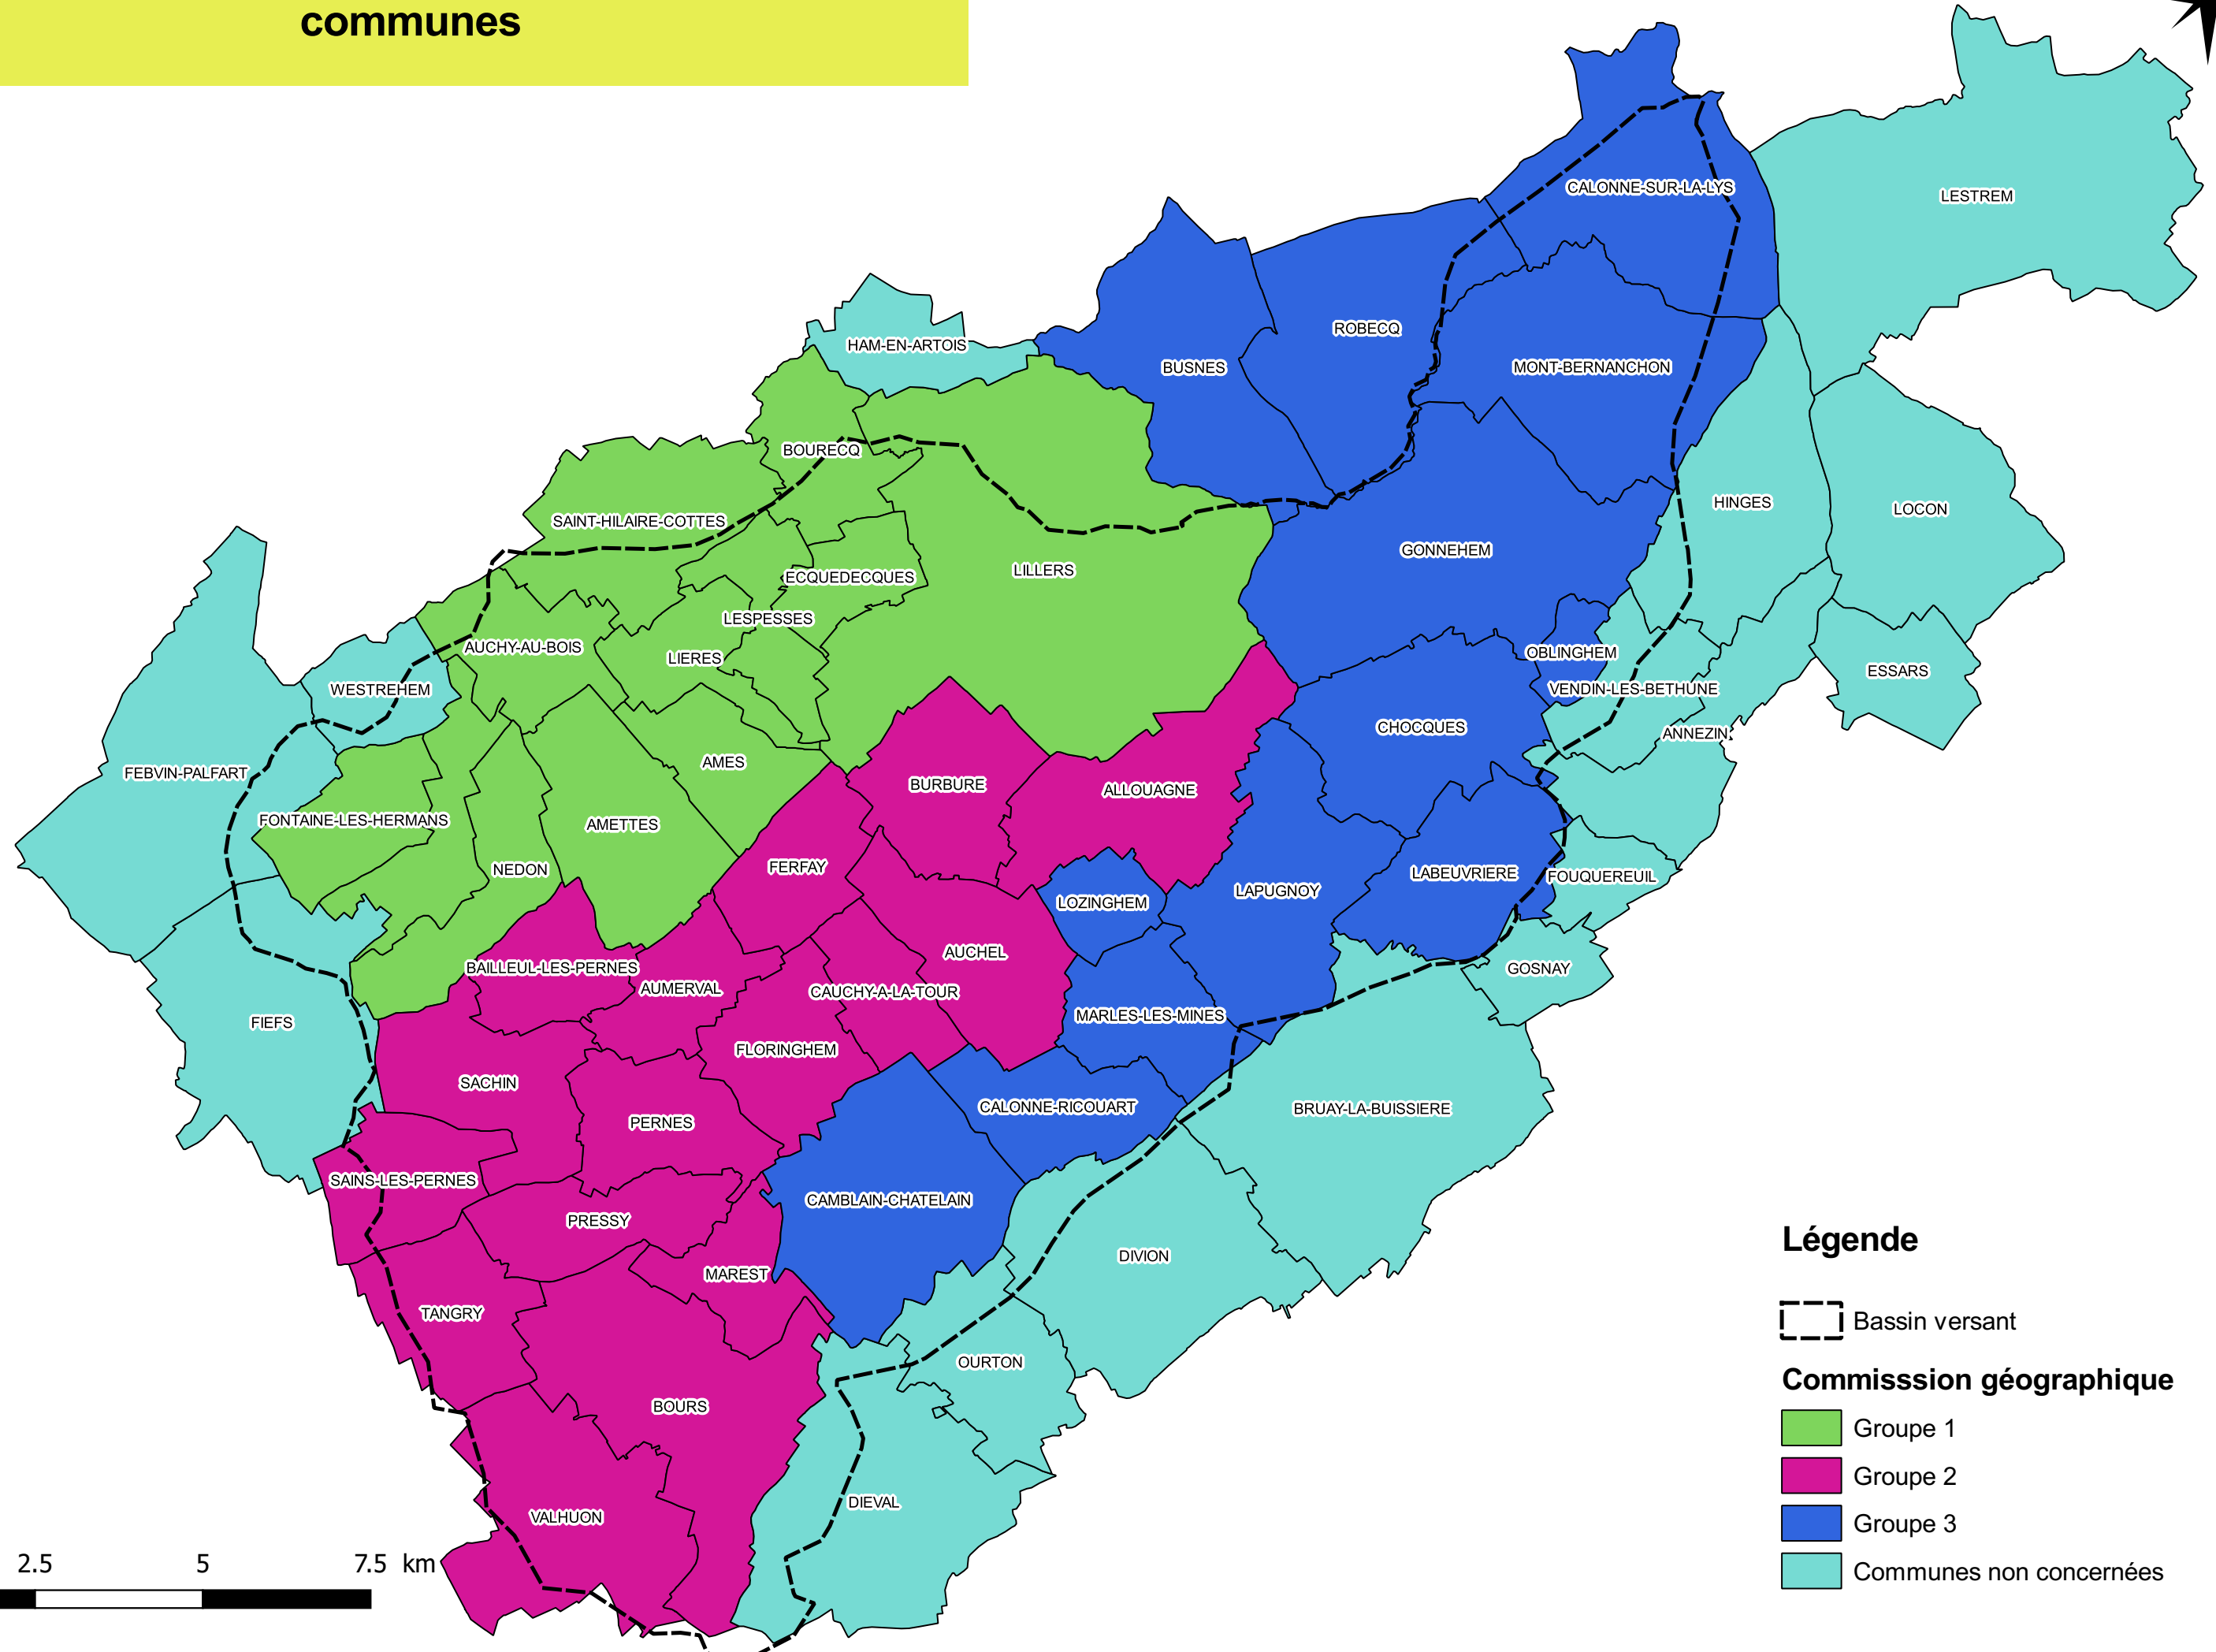 communes
CALONNE-SUR-LA-LYS
LESTREM
ROBECQ
HAM-EN-ARTOIS
BUSNES
MONT-BERNANCHON
BOURECQ
HINGES
LOCON
SAINT-HILAIRE-COTTES
GONNEHEM
LILLERS
ECQUEDECQUES
LESPESSES
AUCHY-AU-BOIS
OBLINGHEM
LIERES
ESSARS
WESTREHEM
VENDIN-LES-BETHUNE
CHOCQUES
ANNEZIN
AMES
FEBVIN-PALFART
BURBURE
ALLOUAGNE
FONTAINE-LES-HERMANS
AMETTES
FERFAY
NEDON
LABEUVRIERE
FOUQUEREUIL
LAPUGNOY
LOZINGHEM
AUCHEL
BAILLEUL-LES-PERNES
GOSNAY
AUMERVAL
CAUCHY-A-LA-TOUR
MARLES-LES-MINES
FIEFS
FLORINGHEM
SACHIN
CALONNE-RICOUART
BRUAY-LA-BUISSIERE
PERNES
SAINS-LES-PERNES
CAMBLAIN-CHATELAIN
PRESSY
DIVION
MAREST
TANGRY
OURTON
BOURS
DIEVAL
VALHUON
Légende
Bassin versant
Commisssion géographique
Groupe 1
Groupe 2
Groupe 3
Communes non concernées
2.5 5 7.5 km